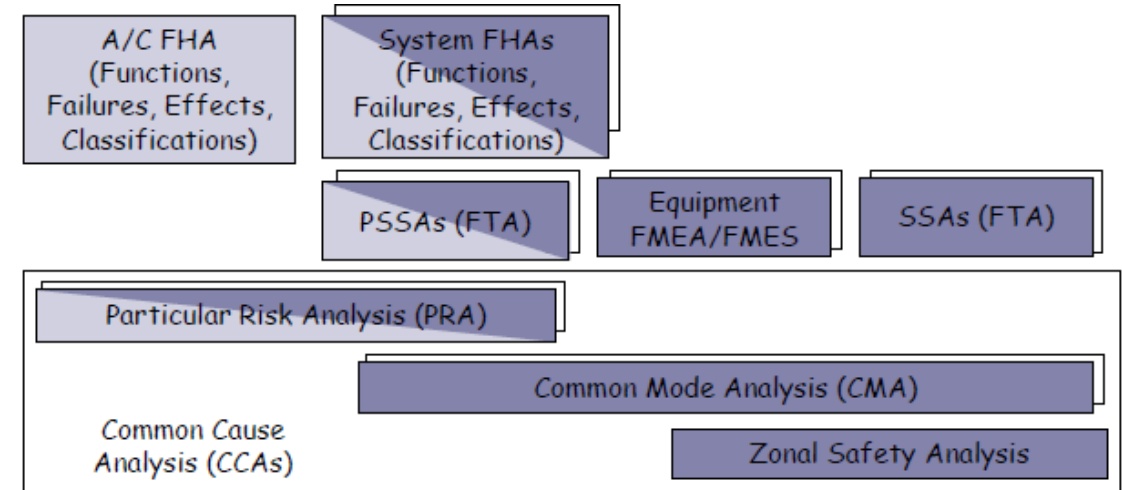 A/C FHA
(Functions,
Failures, Effects,
Classifications)
System FHAs
(Functions,
Failures, Effects,
Classifications)
PSSAs (FTA)
Equipment
FMEA/FMES
SSAs (FTA)
Particular Risk Analysis (PRA)
Common Mode Analysis (CMA)
Common Cause
Analysis (CCAs)
Zonal Safety Analysis